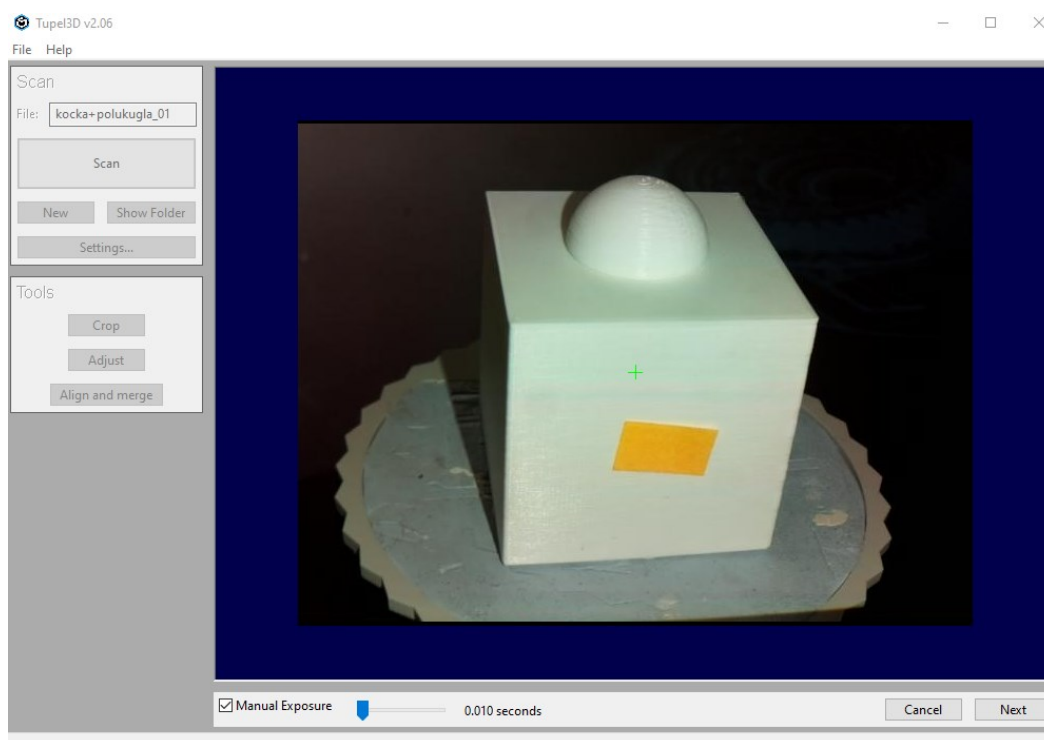 Tupel3D v2.06
File Help
Scan
File: kocka+polukugla_01
Scan
New Show Folder
Settings...
Tools
Crop
Adjust
Align and merge
Manual Exposure 0.010 seconds Cancel Next